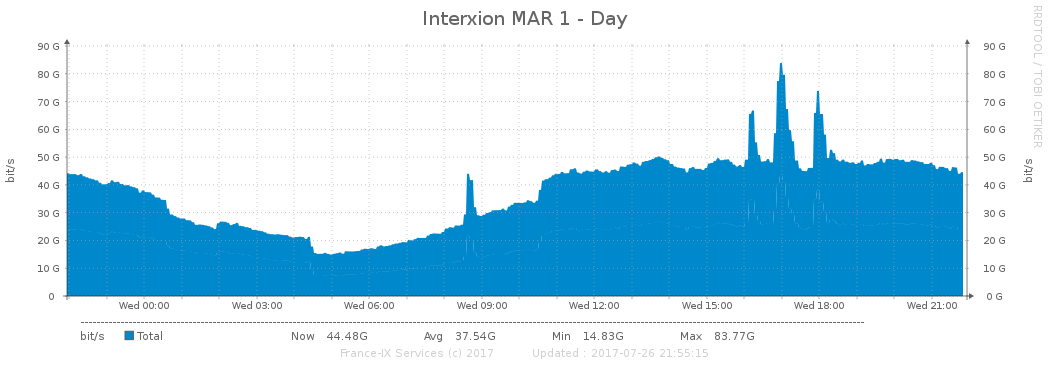 Interxion MAR 1 - Day
RRDTOOL / TOBI OETIKER
90 G 90 G
80 G 80 G
70 G 70 G
60 G 60 G
50 G 50 G
bit/s bit/s
40 G 40 G
30 G 30 G
20 G 20 G
10 G 10 G
0 0 G
Wed 00:00 Wed 03:00 Wed 06:00 Wed 09:00 Wed 12:00 Wed 15:00 Wed 18:00 Wed 21:00
bit/s Total Now 44.48G Avg 37.54G Min 14.83G Max 83.77G
France-IX Services (c) 2017 Updated : 2017-07-26 21:55:15